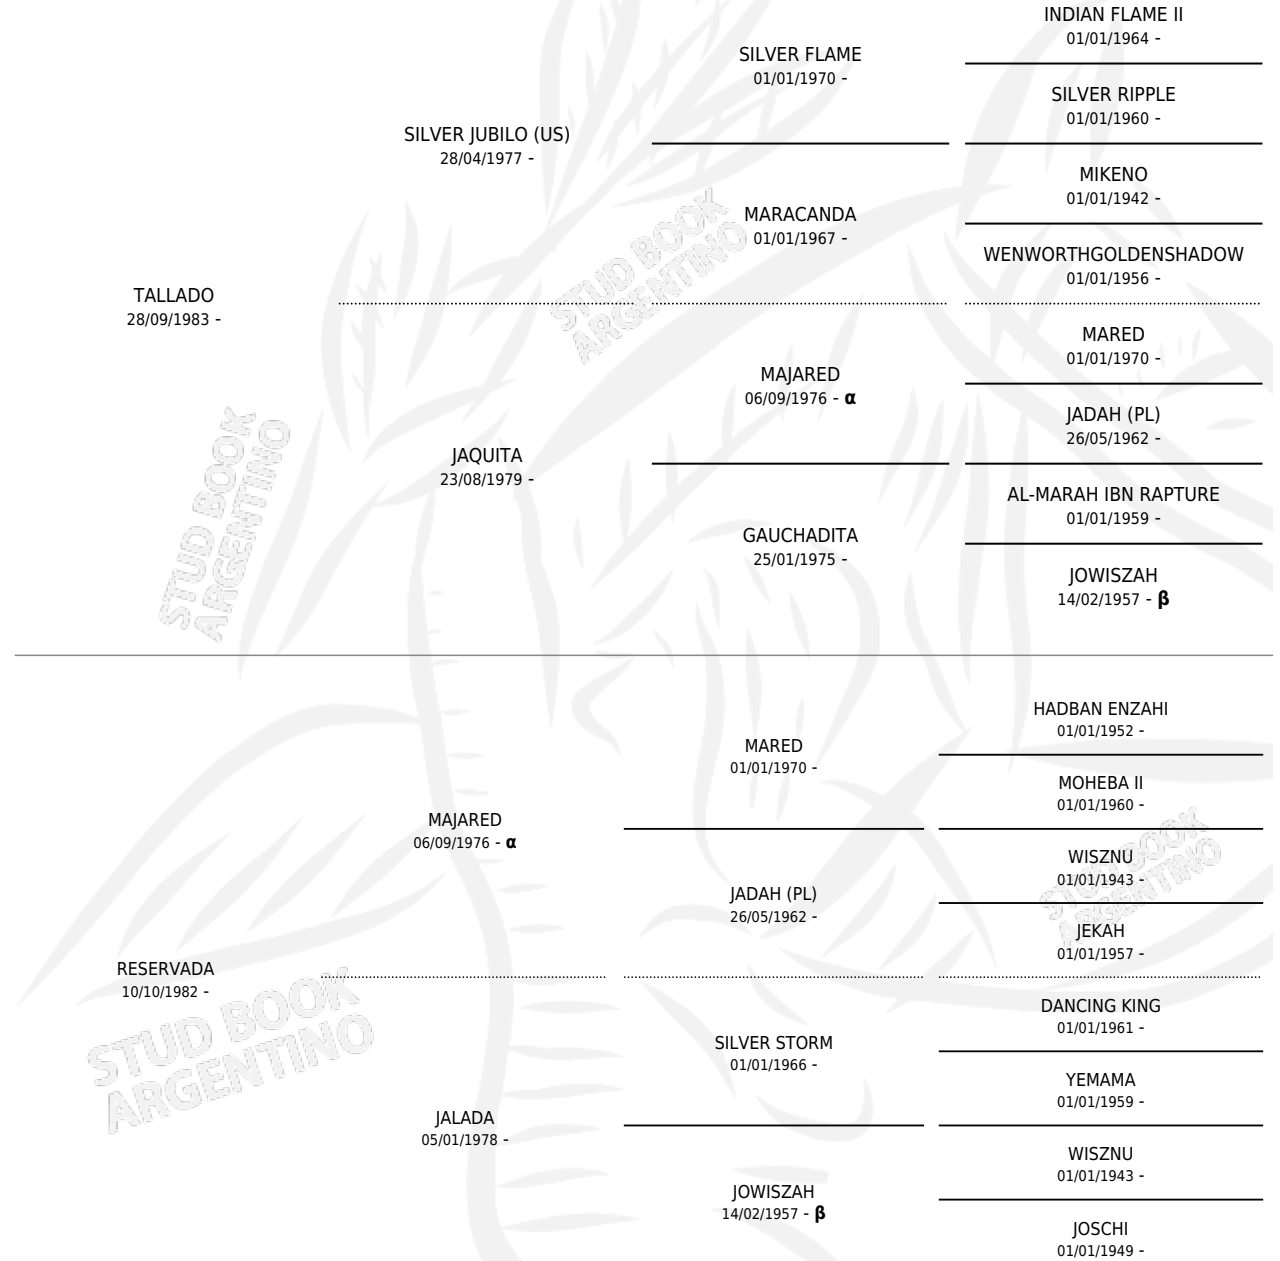 INDIAN FLAME II
01/01/1964 -
SILVER FLAME
01/01/1970 -
SILVER RIPPLE
01/01/1960 -
SILVER JUBILO (US)
28/04/1977 -
MIKENO
01/01/1942 -
MARACANDA
01/01/1967 -
WENWORTHGOLDENSHADOW
01/01/1956 -
TALLADO
28/09/1983 -
MARED
01/01/1970 -
MAJARED
06/09/1976 - α
JADAH (PL)
26/05/1962 -
JAQUITA
23/08/1979 -
AL-MARAH IBN RAPTURE
01/01/1959 -
GAUCHADITA
25/01/1975 -
JOWISZAH
14/02/1957 - β
STUD BOOK
ARGENTINO
STUD BOOK
ARGENTINO
HADBAN ENZAHI
01/01/1952 -
MARED
01/01/1970 -
MOHEBA II
01/01/1960 -
MAJARED
06/09/1976 - α
WISZNU
01/01/1943 -
JADAH (PL)
26/05/1962 -
JEKAH
01/01/1957 -
RESERVADA
10/10/1982 -
DANCING KING
01/01/1961 -
SILVER STORM
01/01/1966 -
YEMAMA
01/01/1959 -
JALADA
05/01/1978 -
WISZNU
01/01/1943 -
JOWISZAH
14/02/1957 - β
JOSCHI
01/01/1949 -
STUD BOOK
ARGENTINO
STUD BOOK
ARGENTINO